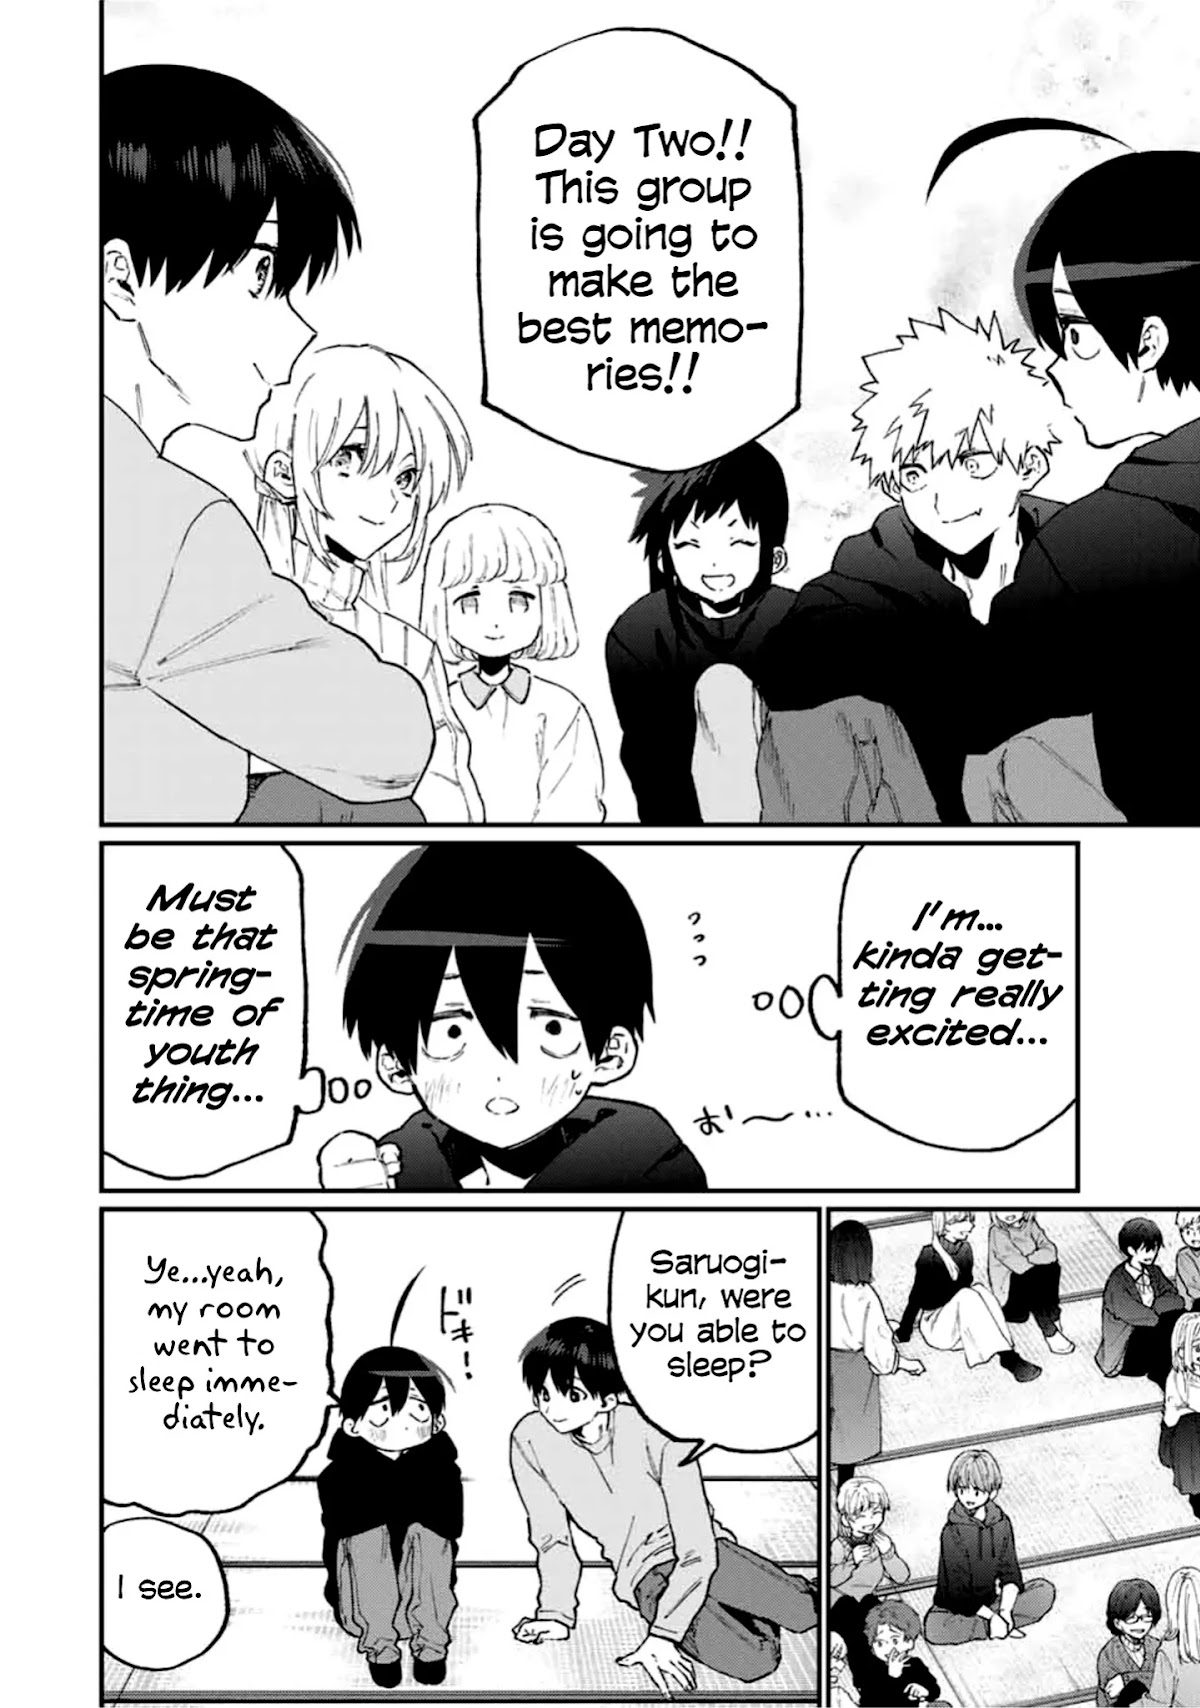 Day Two!!
This group
is going to
make the
best memo-
ries!!
I'm...
kinda get-
ting really
excited...
っっっ
お〜〜…
Must
be that
spring-
time of
youth
thing...
Saruogi-
kun, were
you able to
sleep?
ドキ!
Ye...yeah,
my room
went to
sleep imme-
diately.
I see.